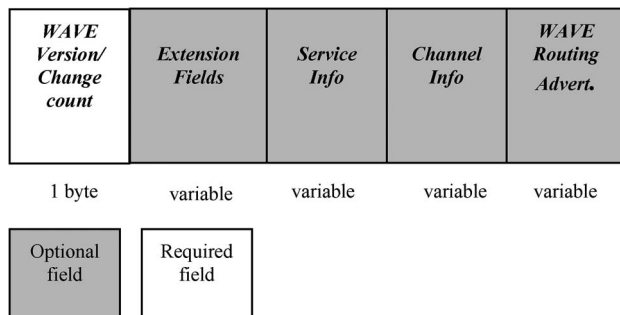 WAVE
Version/
Change
count
Extension
Fields
Service
Info
Channel
Info
WAVE
Routing
Advert.
1 byte
variable
variable
variable
variable
Optional
field
Required
field